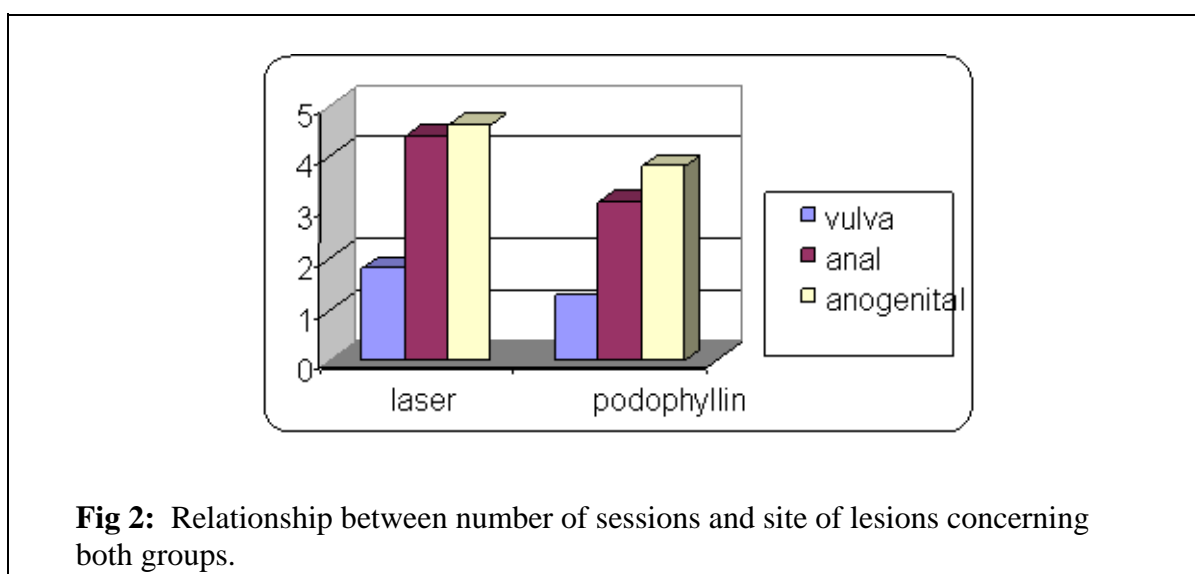 5
4
3
2
1
0
laser podophyllin
vulva
anal
anogenital
Fig 2: Relationship between number of sessions and site of lesions concerning
both groups.